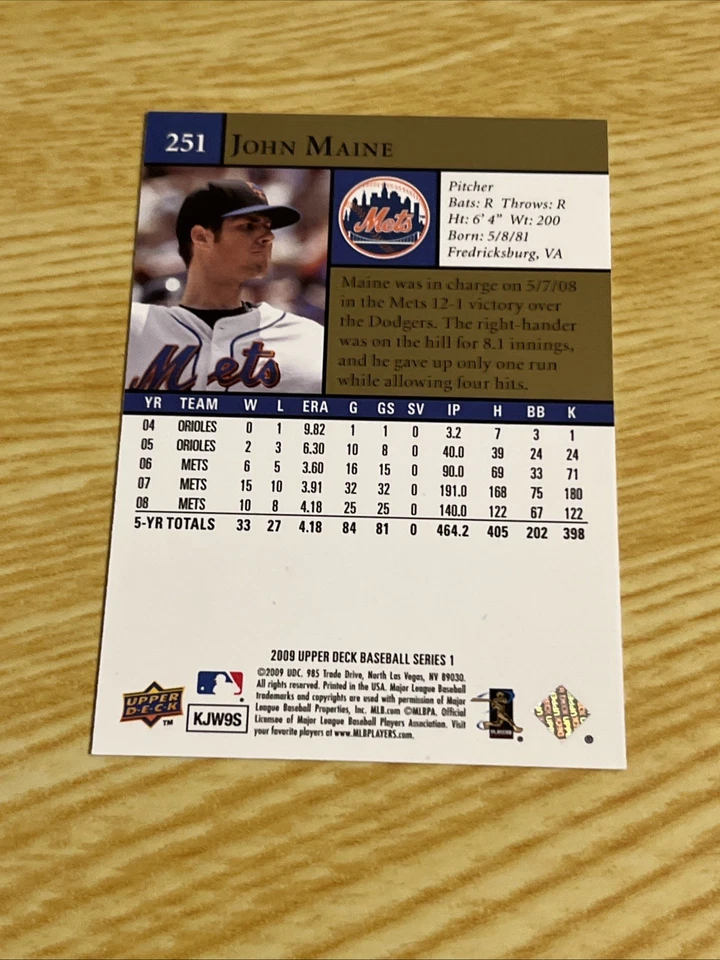 251 JOHN MAINE
Mets
Mets
Pitcher
Bats: R Throws: R
Ht: 6' 4" Wt: 200
Born: 5/8/81
Fredricksburg, VA
Maine was in charge on 5/7/08
in the Mets 12-1 victory over
the Dodgers. The right-hander
was on the hill for 8.1 innings,
and he gave up only one run
while allowing four hits.
YR TEAM W L ERA G GS SV IP H BB K
04 ORIOLES 0 1 9.82 1 1 0 3.2 7 3 1
05 ORIOLES 2 3 6.30 10 8 0 40.0 39 24 24
06 METS 6 5 3.60 16 15 0 90.0 69 33 71
07 METS 15 10 3.91 32 32 0 191.0 168 75 180
08 METS 10 8 4.18 25 25 0 140.0 122 67 122
5-YR TOTALS 33 27 4.18 84 81 0 464.2 405 202 398
2009 UPPER DECK BASEBALL SERIES 1
©2009 UDC. 985 Trade Drive, North Las Vegas, NV 89030.
All rights reserved. Printed in the USA. Major League Baseball
trademarks and copyrights are used with permission of Major
League Baseball Properties, Inc. MLB.com ©MLBPA. Official
Licensee of Major League Baseball Players Association. Visit
your favorite players at www.MLBPLAYERS.com.
UPPER
DECK
TM
KJW9S